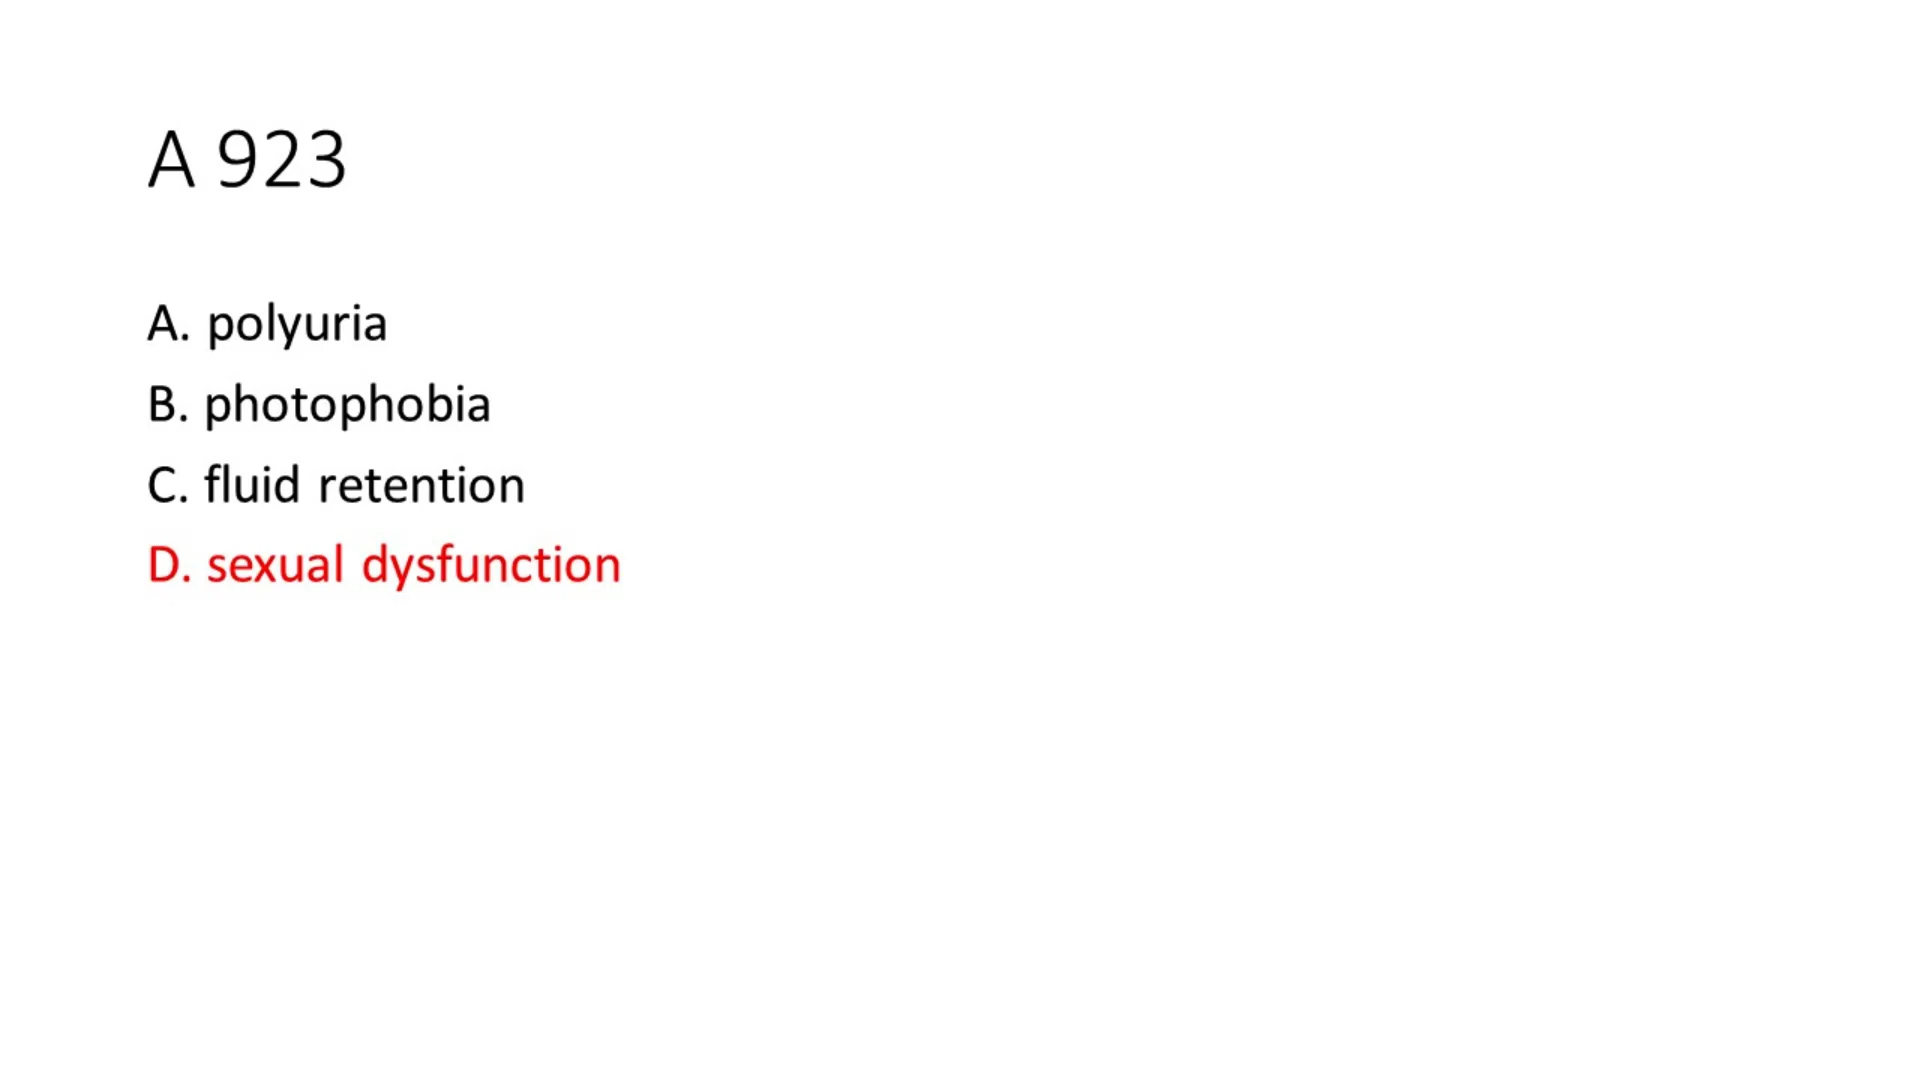 A 923
A. polyuria
B. photophobia
C. fluid retention
D. sexual dysfunction